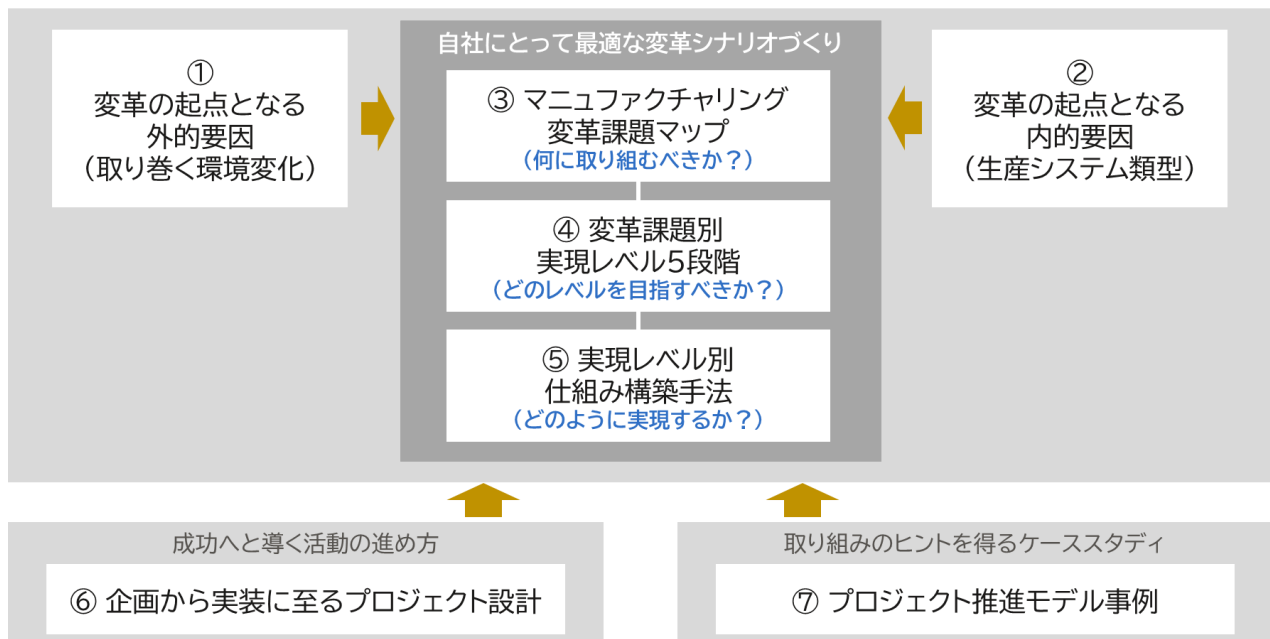 自社にとって最適な変革シナリオづくり
①
変革の起点となる
外的要因
（取り巻く環境変化）
③ マニュファクチャリング
変革課題マップ
（何に取り組むべきか？）
④ 変革課題別
実現レベル5段階
（どのレベルを目指すべきか？）
⑤ 実現レベル別
仕組み構築手法
（どのように実現するか？）
②
変革の起点となる
内的要因
（生産システム類型）
成功へと導く活動の進め方
⑥ 企画から実装に至るプロジェクト設計
取り組みのヒントを得るケーススタディ
⑦ プロジェクト推進モデル事例